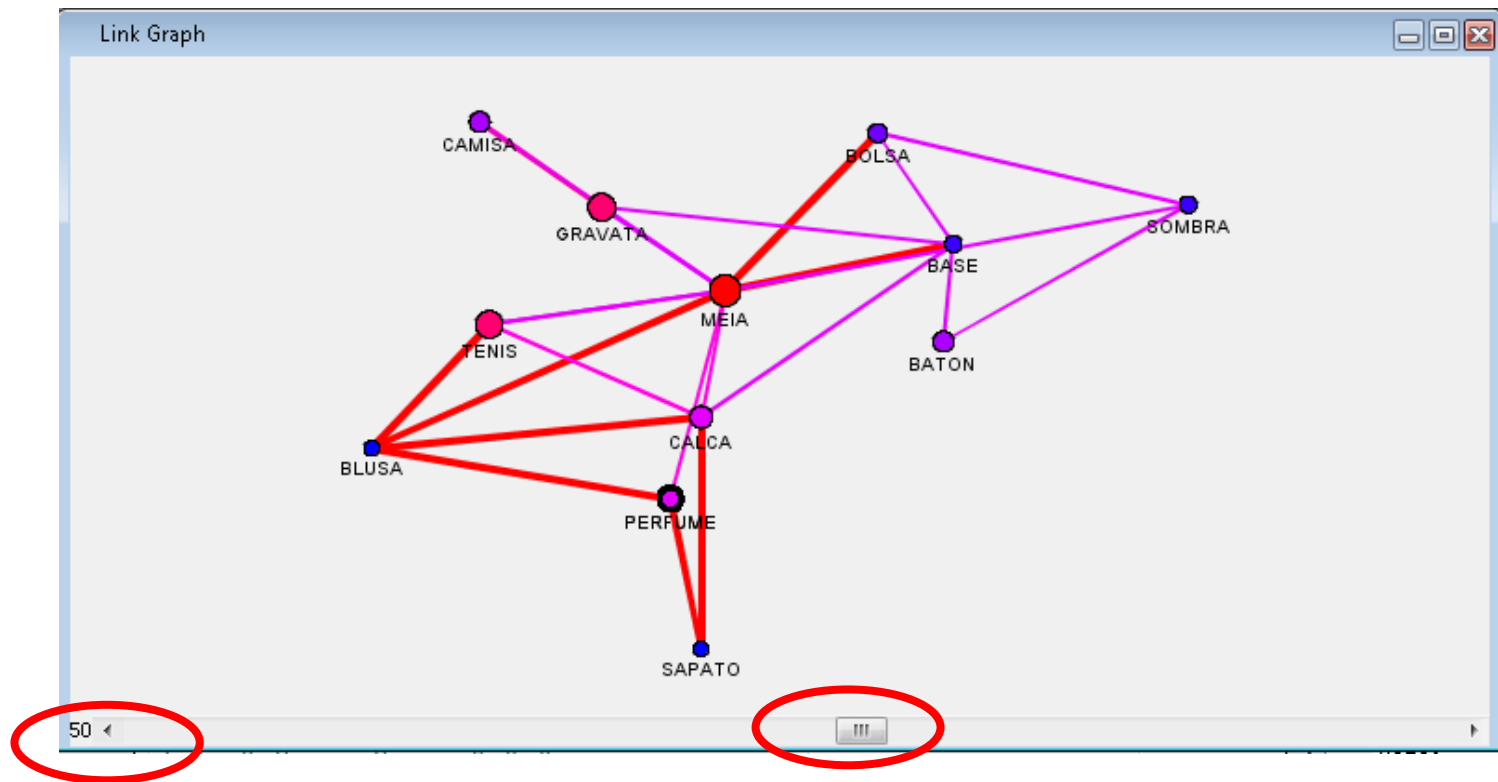 Link Graph
CAMISA
BOLSA
GRAVATA
SOMBRA
BASE
MEIA
TENIS
BATON
CALCA
BLUSA
PERFUME
SAPATO
50